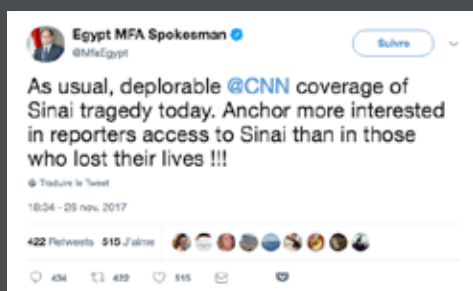 Egypt MFA Spokesman
@MfaEgypt
Suivre
As usual, deplorable @CNN coverage of
Sinai tragedy today. Anchor more interested
in reporters access to Sinai than in those
who lost their lives !!!
Traduire le Tweet
18:34 - 25 nov. 2017
422 Retweets 515 J'aime
434 422 515